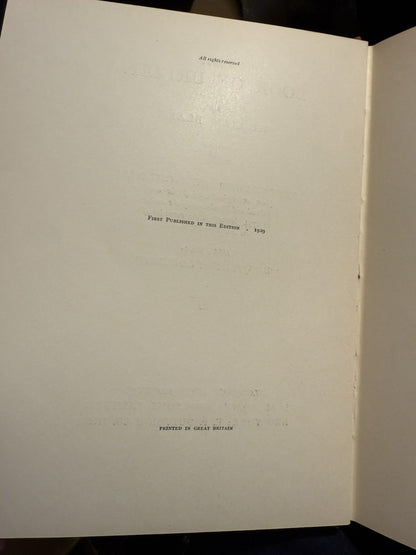 All rights reserved
First Published in this Edition . 1929
PRINTED IN GREAT BRITAIN